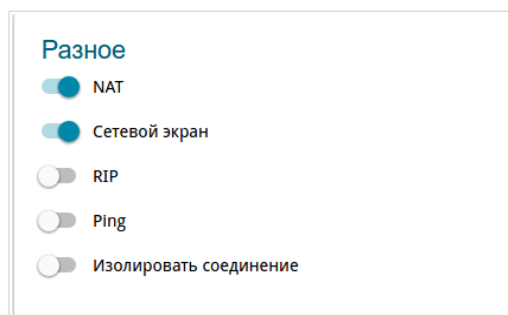 Разное
NAT
Сетевой экран
RIP
Ping
Изолировать соединение